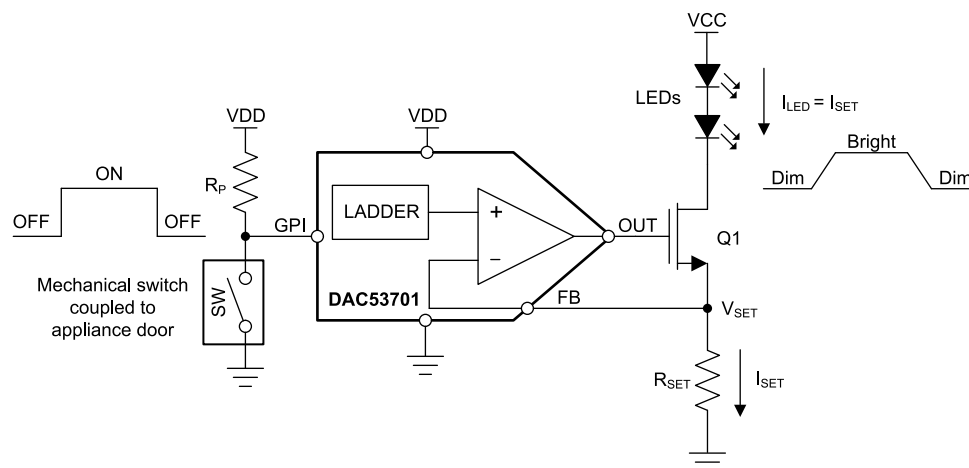 VCC
LEDs
I_LED = I_SET
VDD
VDD
Bright
Dim
Dim
ON
OFF
OFF
R_P
GPI
LADDER
+
−
OUT
Q1
Mechanical switch
coupled to
appliance door
SW
DAC53701
FB
V_SET
R_SET
I_SET